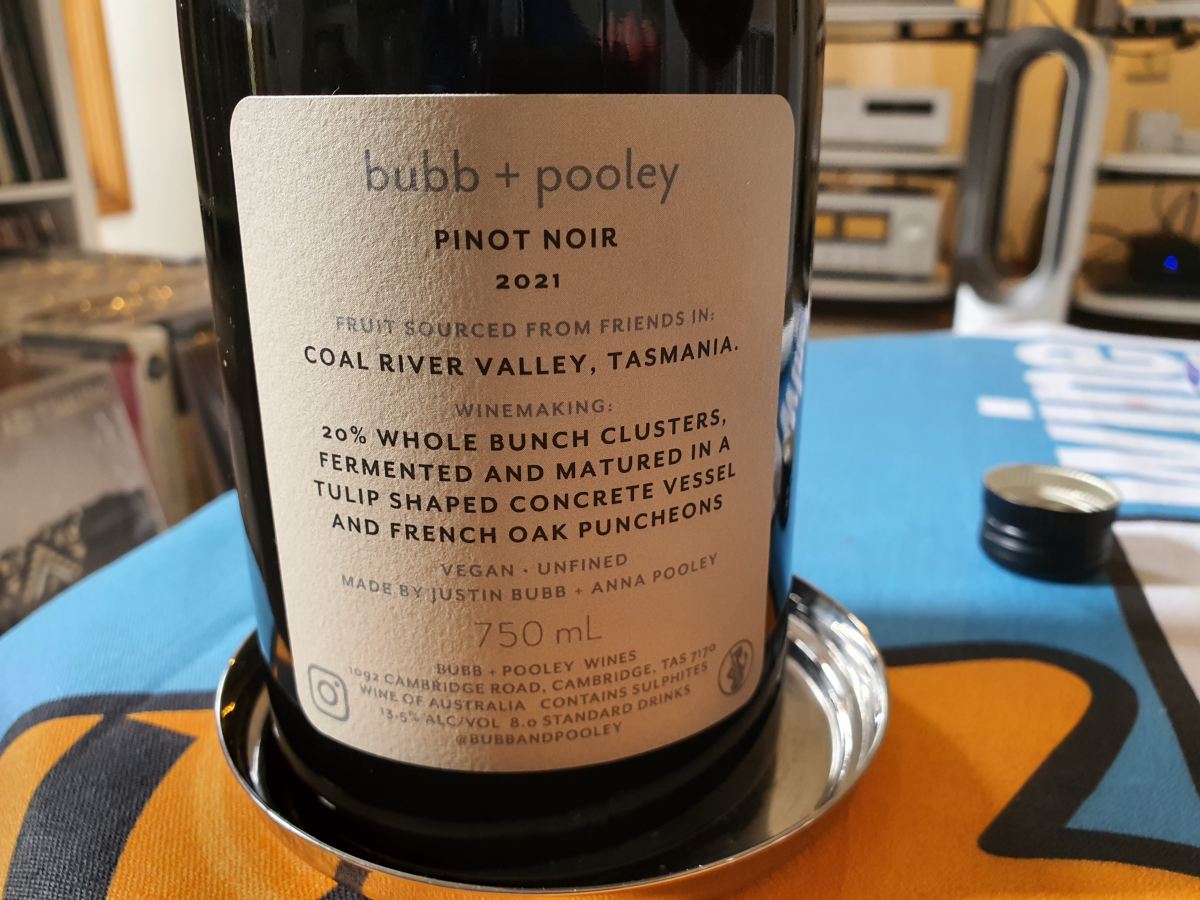 bubb + pooley
PINOT NOIR
2021
FRUIT SOURCED FROM FRIENDS IN:
COAL RIVER VALLEY, TASMANIA.
WINEMAKING:
20% WHOLE BUNCH CLUSTERS,
FERMENTED AND MATURED IN A
TULIP SHAPED CONCRETE VESSEL
AND FRENCH OAK PUNCHEONS
VEGAN · UNFINED
MADE BY JUSTIN BUBB + ANNA POOLEY
750 mL
BUBB + POOLEY WINES
1092 CAMBRIDGE ROAD, CAMBRIDGE, TAS 7170
WINE OF AUSTRALIA CONTAINS SULPHITES
13.5% ALC/VOL 8.0 STANDARD DRINKS
@BUBBANDPOOLEY